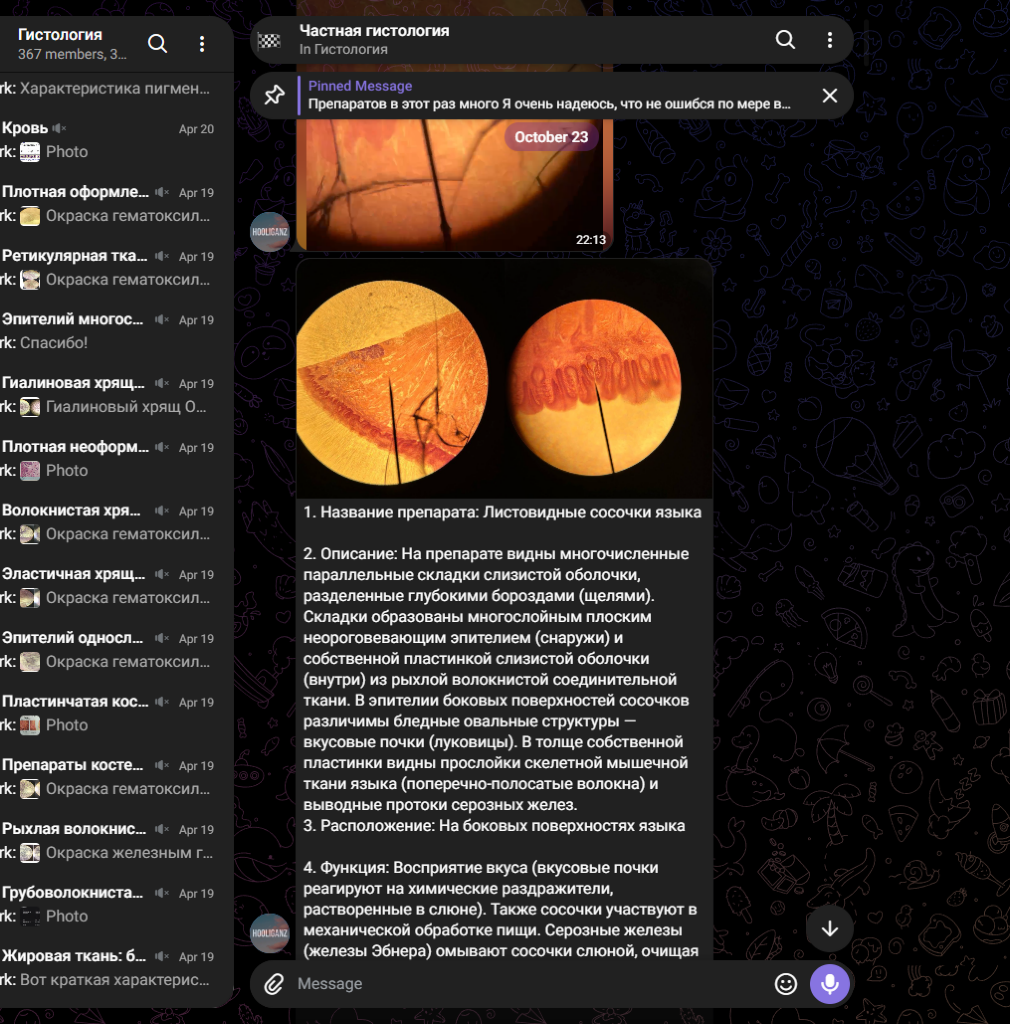 Гистология
367 members, 3...
rk: Характеристика пигмен...
Кровь
Apr 20
rk: Photo
Плотная оформле...
Apr 19
rk: Окраска гематоксил...
Ретикулярная тка...
Apr 19
rk: Окраска гематоксил...
Эпителий многос...
Apr 19
rk: Спасибо!
Гиалиновая хрящ...
Apr 19
rk: Гиалиновый хрящ О...
Плотная неоформ...
Apr 19
rk: Photo
Волокнистая хря...
Apr 19
rk: Окраска гематоксил...
Эластичная хрящ...
Apr 19
rk: Окраска гематоксил...
Эпителий односл...
Apr 19
rk: Окраска гематоксил...
Пластинчатая кос...
Apr 19
rk: Photo
Препараты косте...
Apr 19
rk: Окраска гематоксил...
Рыхлая волокнис...
Apr 19
rk: Окраска железным г...
Грубоволокниста...
Apr 19
rk: Photo
Жировая ткань: б...
Apr 19
rk: Вот краткая характерис...
Частная гистология
In Гистология
Pinned Message
Препаратов в этот раз много Я очень надеюсь, что не ошибся по мере в...
October 23
HOOLIGANZ
22:13
1. Название препарата: Листовидные сосочки языка
2. Описание: На препарате видны многочисленные
параллельные складки слизистой оболочки,
разделенные глубокими бороздами (щелями).
Складки образованы многослойным плоским
неороговевающим эпителием (снаружи) и
собственной пластинкой слизистой оболочки
(внутри) из рыхлой волокнистой соединительной
ткани. В эпителии боковых поверхностей сосочков
различимы бледные овальные структуры —
вкусовые почки (луковицы). В толще собственной
пластинки видны прослойки скелетной мышечной
ткани языка (поперечно-полосатые волокна) и
выводные протоки серозных желез.
3. Расположение: На боковых поверхностях языка
4. Функция: Восприятие вкуса (вкусовые почки
реагируют на химические раздражители,
растворенные в слюне). Также сосочки участвуют в
механической обработке пищи. Серозные железы
(железы Эбнера) омывают сосочки слюной, очищая
HOOLIGANZ
Message